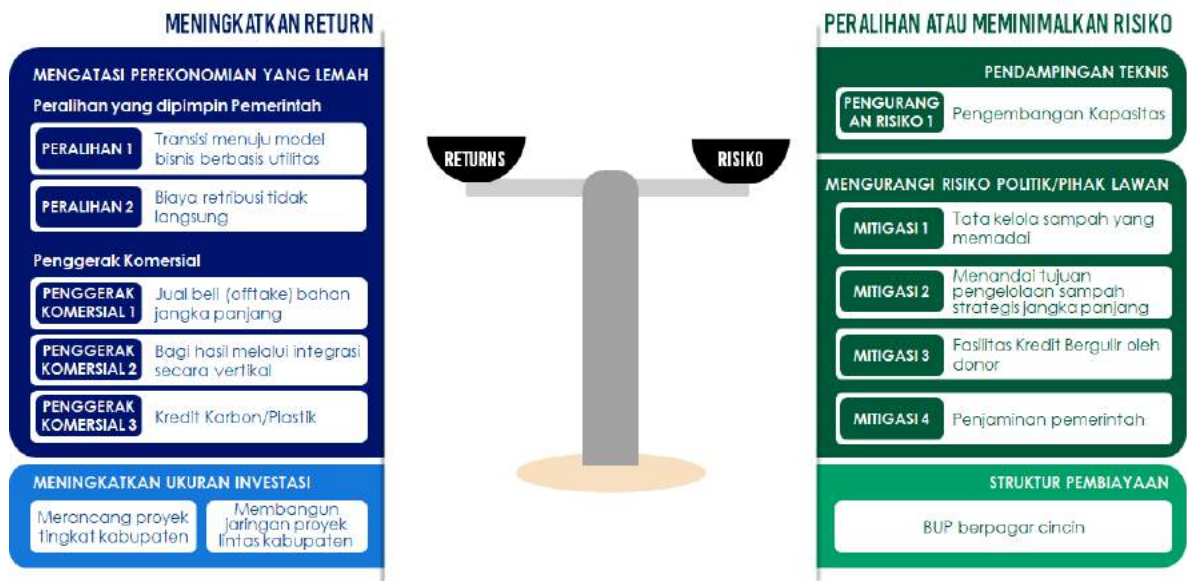 MENINGKATKAN RETURN
MENGATASI PEREKONOMIAN YANG LEMAH
Peralihan yang dipimpin Pemerintah
PERALIHAN 1
Transisi menuju model
bisnis berbasis utilitas
PERALIHAN 2
Biaya retribusi tidak
langsung
Penggerak Komersial
PENGGERAK
KOMERSIAL 1
Jual beli (offtake) bahan
jangka panjang
PENGGERAK
KOMERSIAL 2
Bagi hasil melalui integrasi
secara vertikal
PENGGERAK
KOMERSIAL 3
Kredit Karbon/Plastik
MENINGKATKAN UKURAN INVESTASI
Merancang proyek
tingkat kabupaten
Membangun
jaringan proyek
lintas kabupaten
RETURNS
RISIKO
PERALIHAN ATAU MEMINIMALKAN RISIKO
PENDAMPINGAN TEKNIS
PENGURANG
AN RISIKO 1
Pengembangan Kapasitas
MENGURANGI RISIKO POLITIK/PIHAK LAWAN
MITIGASI 1
Tata kelola sampah yang
memadai
MITIGASI 2
Menandai tujuan
pengelolaan sampah
strategis jangka panjang
MITIGASI 3
Fasilitas Kredit Bergulir oleh
donor
MITIGASI 4
Penjaminan pemerintah
STRUKTUR PEMBIAYAAN
BUP berpagar cincin